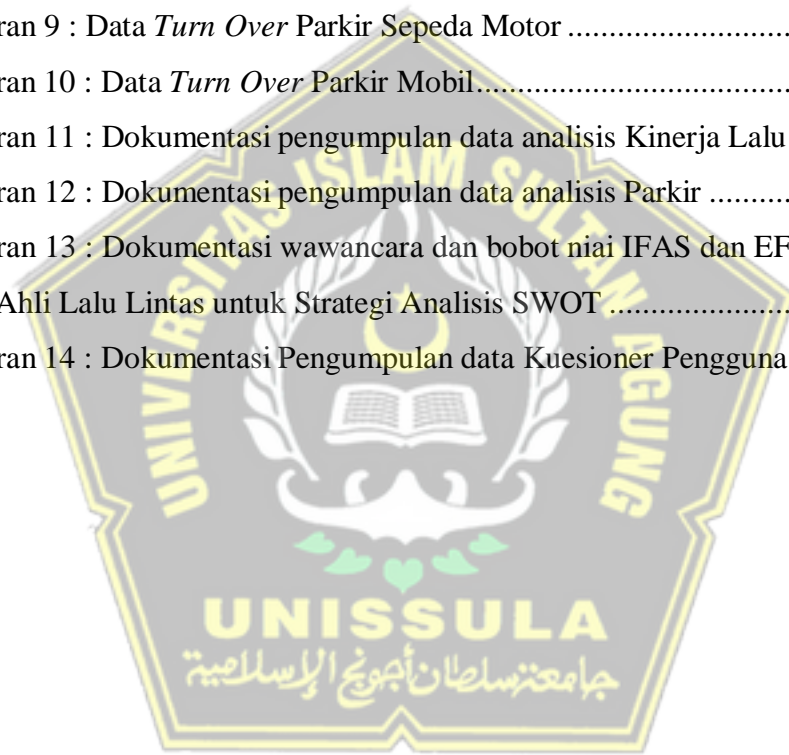 ran 9 : Data Turn Over Parkir Sepeda Motor ..............................
ran 10 : Data Turn Over Parkir Mobil..........................................
ran 11 : Dokumentasi pengumpulan data analisis Kinerja Lalu
ran 12 : Dokumentasi pengumpulan data analisis Parkir ..........
ran 13 : Dokumentasi wawancara dan bobot niai IFAS dan EF
Ahli Lalu Lintas untuk Strategi Analisis SWOT ........................
ran 14 : Dokumentasi Pengumpulan data Kuesioner Pengguna
UNIVERSITAS ISLAM SULTAN AGUNG
UNISSULA
جامعتسلطان أجونج الإسلامية